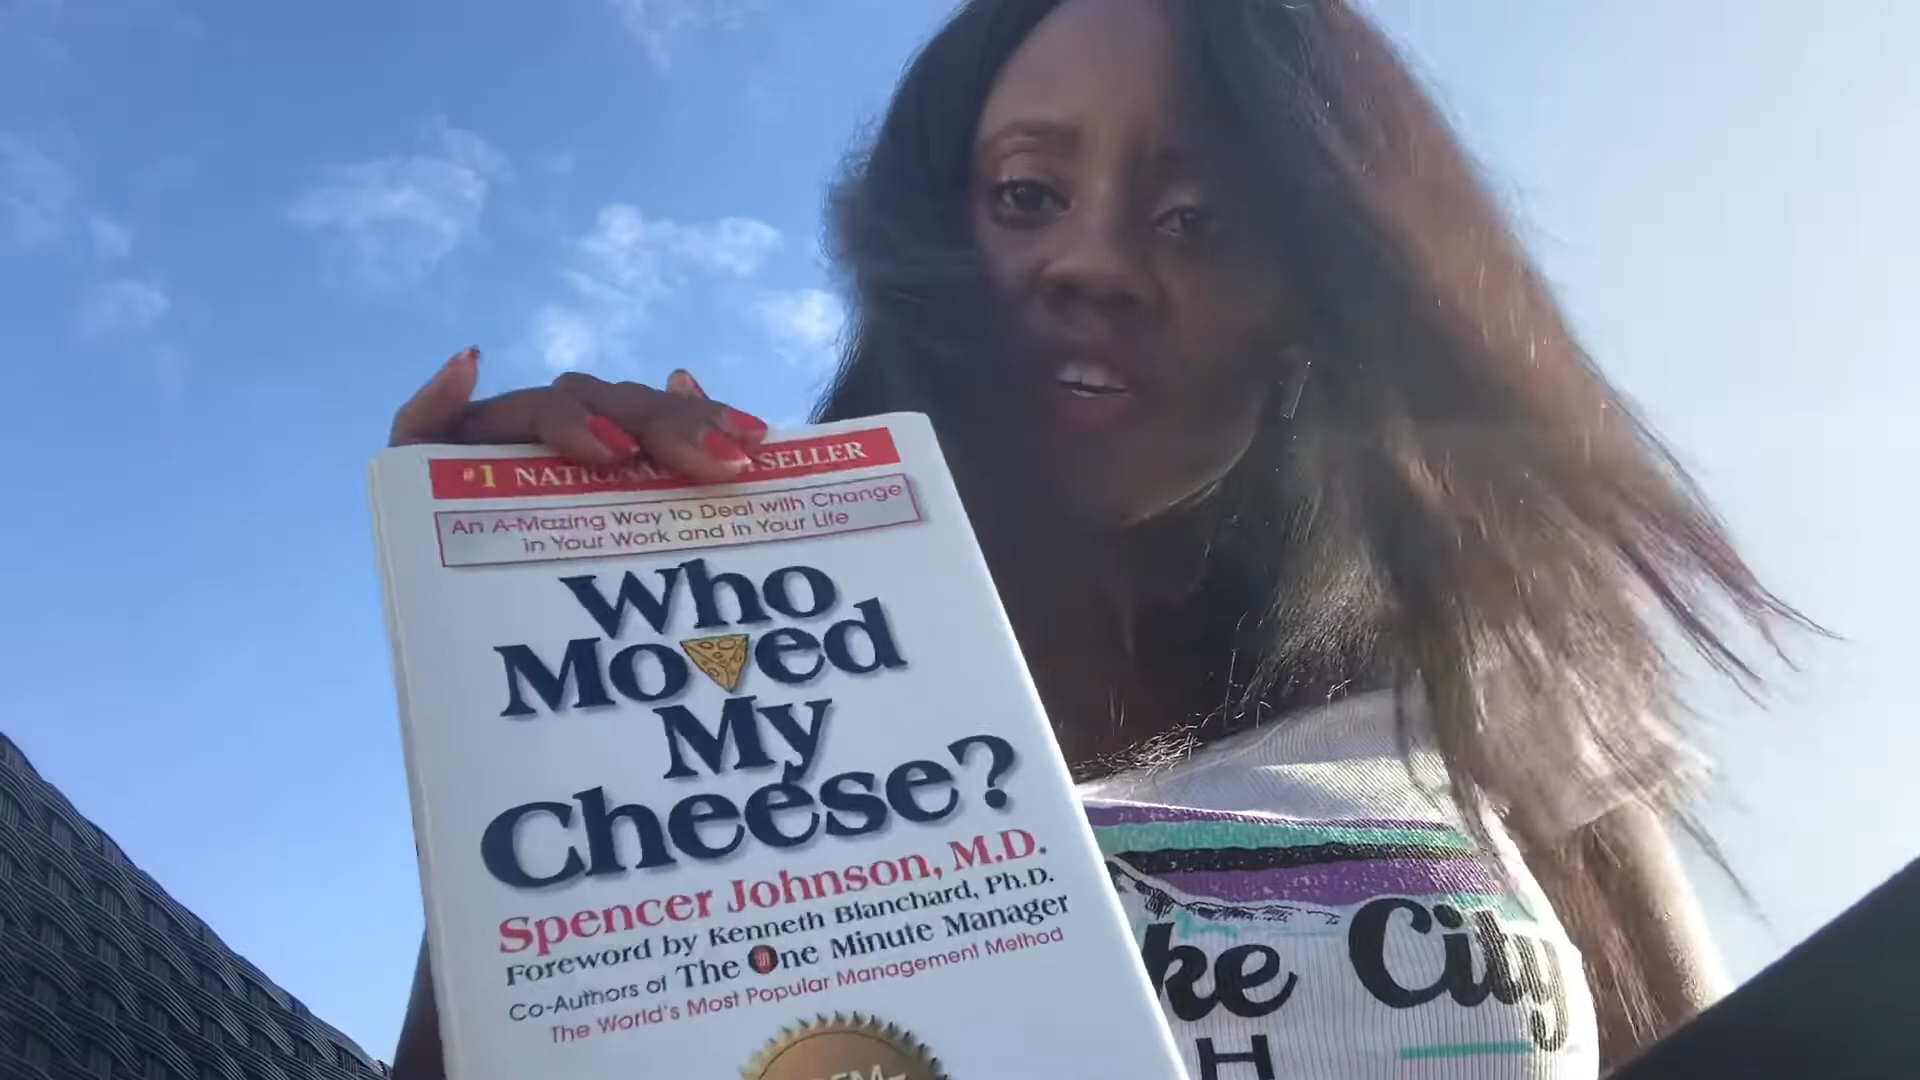 #1 NATIONAL BESTSELLER
An A-Mazing Way to Deal with Change
in Your Work and in Your Life
Who
Moved
My
Cheese?
Spencer Johnson, M.D.
Foreword by Kenneth Blanchard, Ph.D.
Co-Authors of The One Minute Manager
The World's Most Popular Management Method
ke City
H